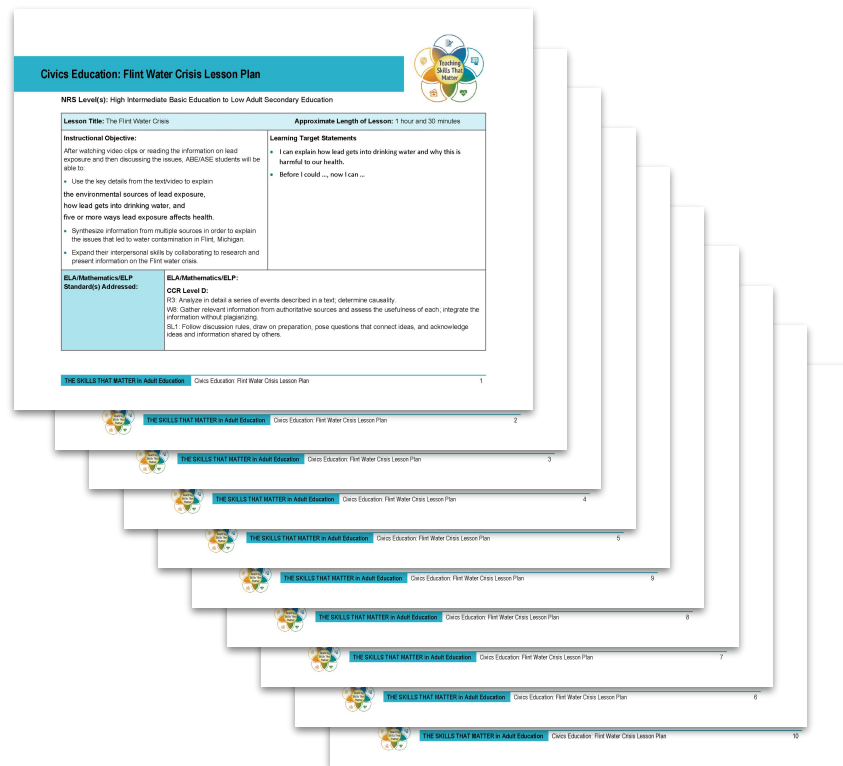 Teaching
Skills That
Matter
Civics Education: Flint Water Crisis Lesson Plan
NRS Level(s): High Intermediate Basic Education to Low Adult Secondary Education
Lesson Title: The Flint Water Crisis
Approximate Length of Lesson: 1 hour and 30 minutes
Instructional Objective:
After watching video clips or reading the information on lead
exposure and then discussing the issues, ABE/ASE students will be
able to:
• Use the key details from the text/video to explain
the environmental sources of lead exposure,
how lead gets into drinking water, and
five or more ways lead exposure affects health.
• Synthesize information from multiple sources in order to explain
the issues that led to water contamination in Flint, Michigan.
• Expand their interpersonal skills by collaborating to research and
present information on the Flint water crisis.
Learning Target Statements
• I can explain how lead gets into drinking water and why this is
harmful to our health.
• Before I could ..., now I can ...
ELA/Mathematics/ELP
Standard(s) Addressed:
ELA/Mathematics/ELP:
CCR Level D:
R3: Analyze in detail a series of events described in a text; determine causality.
W8: Gather relevant information from authoritative sources and assess the usefulness of each; integrate the
information without plagiarizing.
SL1: Follow discussion rules, draw on preparation, pose questions that connect ideas, and acknowledge
ideas and information shared by others.
THE SKILLS THAT MATTER in Adult Education Civics Education: Flint Water Crisis Lesson Plan 1
THE SKILLS THAT MATTER in Adult Education Civics Education: Flint Water Crisis Lesson Plan 2
THE SKILLS THAT MATTER in Adult Education Civics Education: Flint Water Crisis Lesson Plan 3
THE SKILLS THAT MATTER in Adult Education Civics Education: Flint Water Crisis Lesson Plan 4
THE SKILLS THAT MATTER in Adult Education Civics Education: Flint Water Crisis Lesson Plan 5
THE SKILLS THAT MATTER in Adult Education Civics Education: Flint Water Crisis Lesson Plan 9
THE SKILLS THAT MATTER in Adult Education Civics Education: Flint Water Crisis Lesson Plan 8
THE SKILLS THAT MATTER in Adult Education Civics Education: Flint Water Crisis Lesson Plan 7
THE SKILLS THAT MATTER in Adult Education Civics Education: Flint Water Crisis Lesson Plan 6
THE SKILLS THAT MATTER in Adult Education Civics Education: Flint Water Crisis Lesson Plan 10